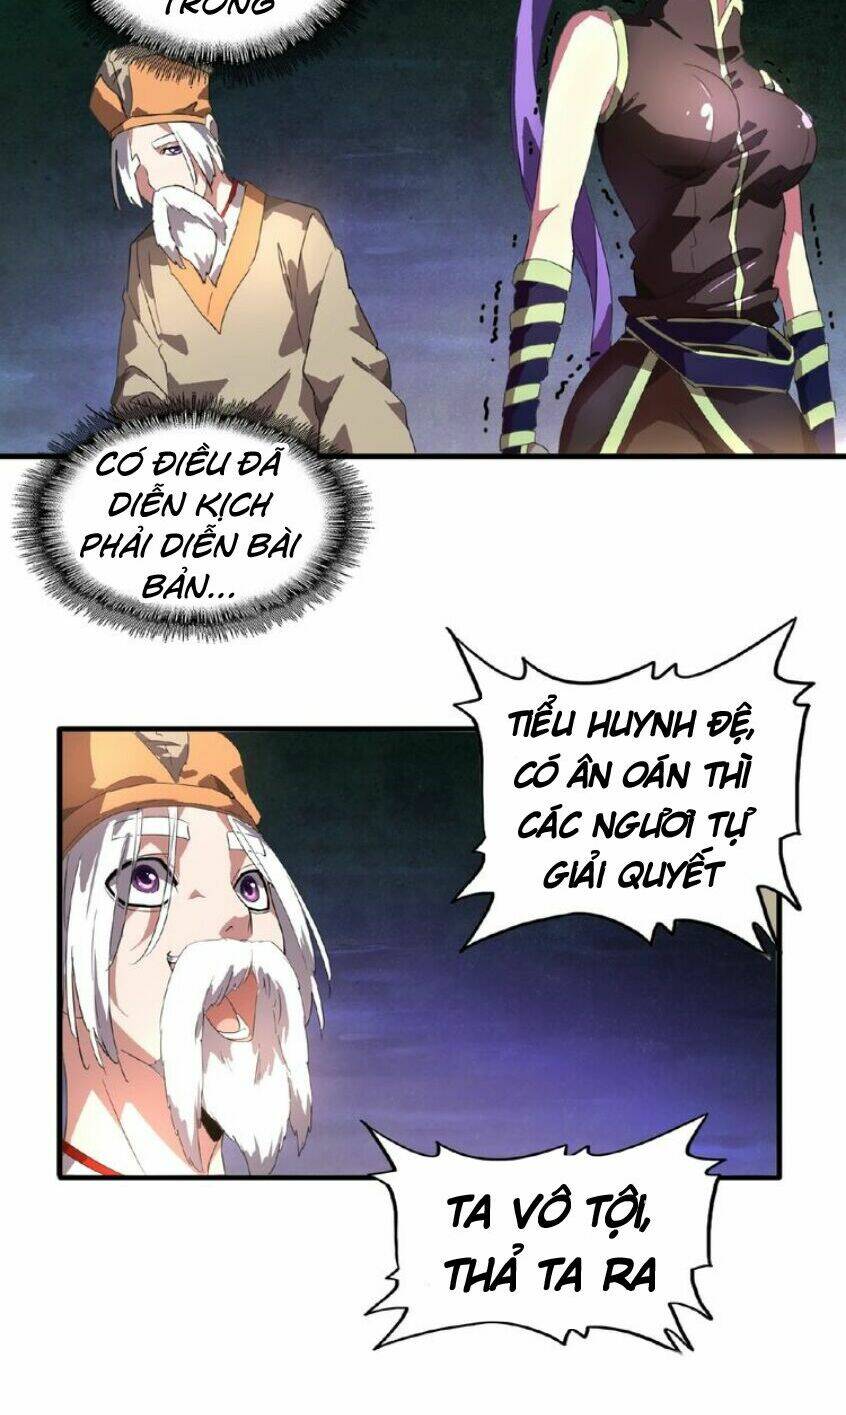 TRONG
CÓ ĐIỀU ĐÃ
DIỄN KỊCH
PHẢI DIỄN BÀI
BẢN...
TIỂU HUYNH ĐỆ,
CÓ ÂN OÁN THÌ
CÁC NGƯƠI TỰ
GIẢI QUYẾT
TA VÔ TỘI,
THẢ TA RA